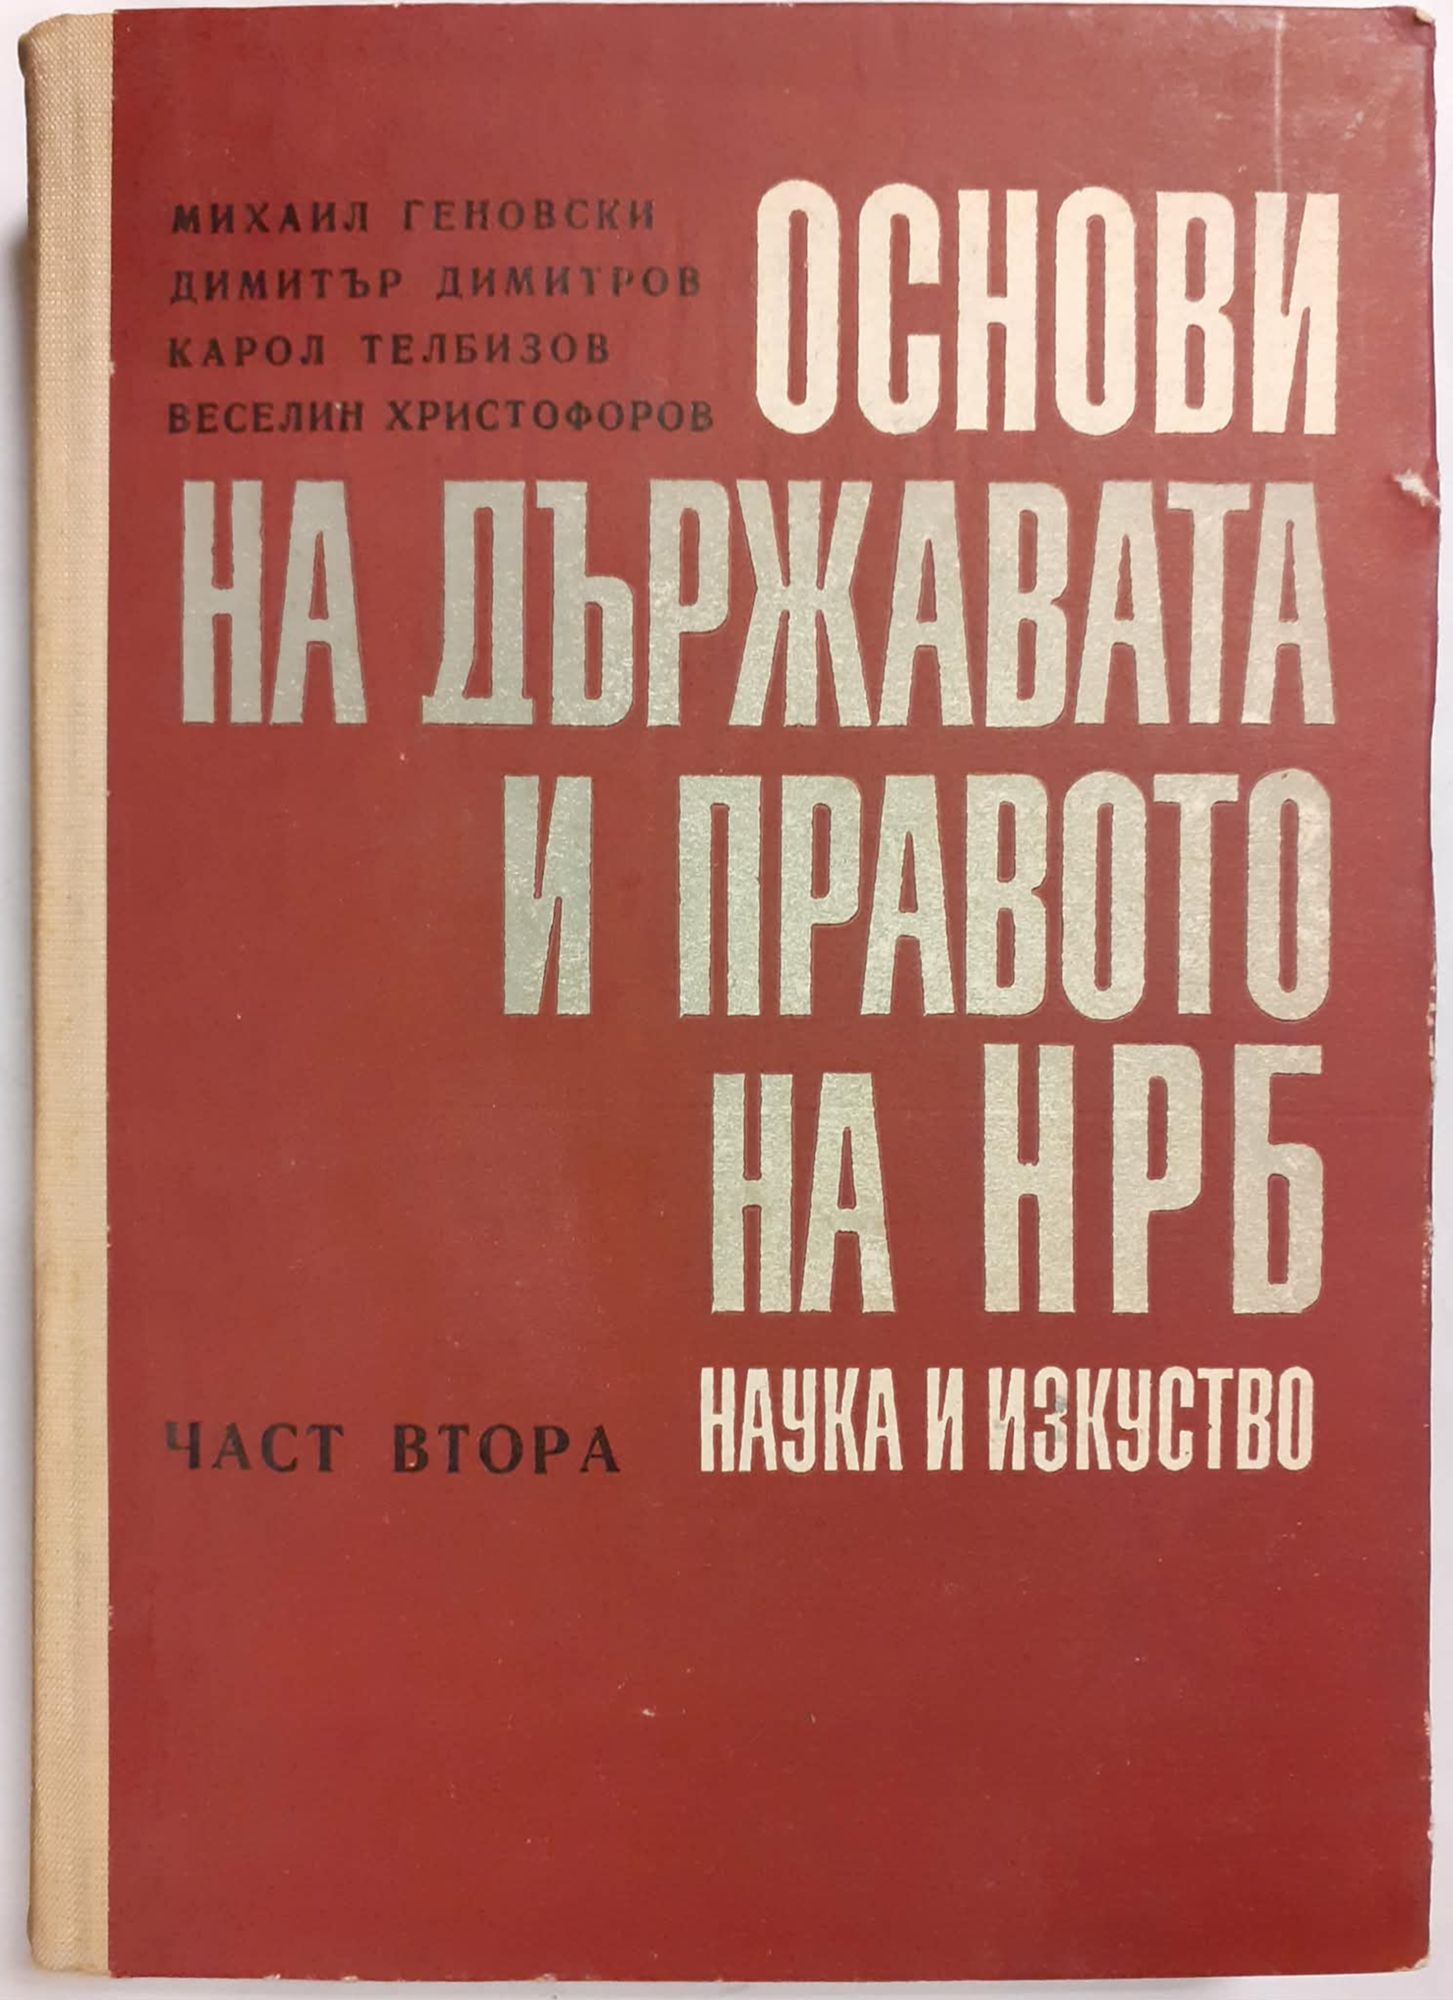 МИХАИЛ ГЕНОВСКИ
ДИМИТЪР ДИМИТРОВ
КАРОЛ ТЕЛБИЗОВ
ВЕСЕЛИН ХРИСТОФОРОВ
ОСНОВИ
НА ДЪРЖАВАТА
И ПРАВОТО
НА НРБ
ЧАСТ ВТОРА
НАУКА И ИЗКУСТВО